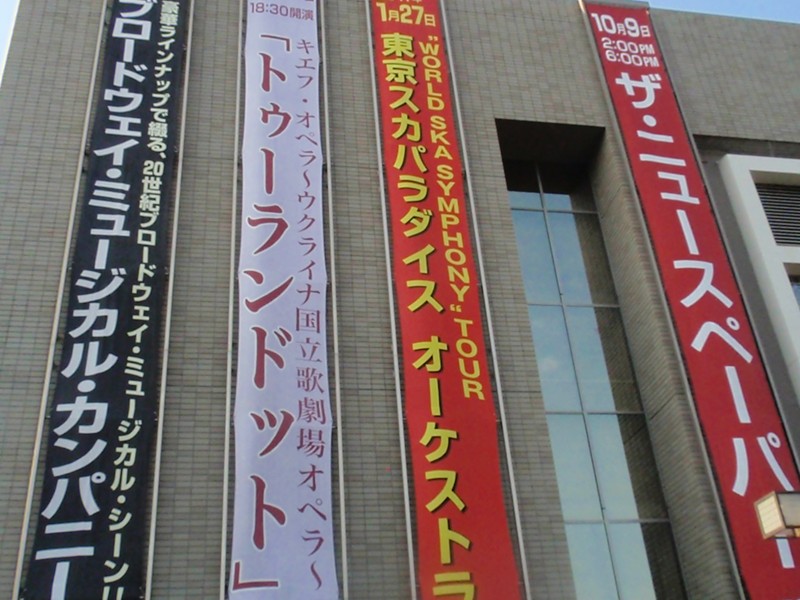 豪華ラインナップで綴る、20世紀ブロードウェイ・ミュージカル・シーン!!
ブロードウェイ・ミュージカル・カンパニー
18:30開演
キエフ・オペラ〜ウクライナ国立歌劇場オペラ〜
「トゥーランドット」
1月27日
"WORLD SKA SYMPHONY" TOUR
東京スカパラダイス オーケストラ
10月9日
2:00PM
6:00PM
ザ・ニュースペーパー